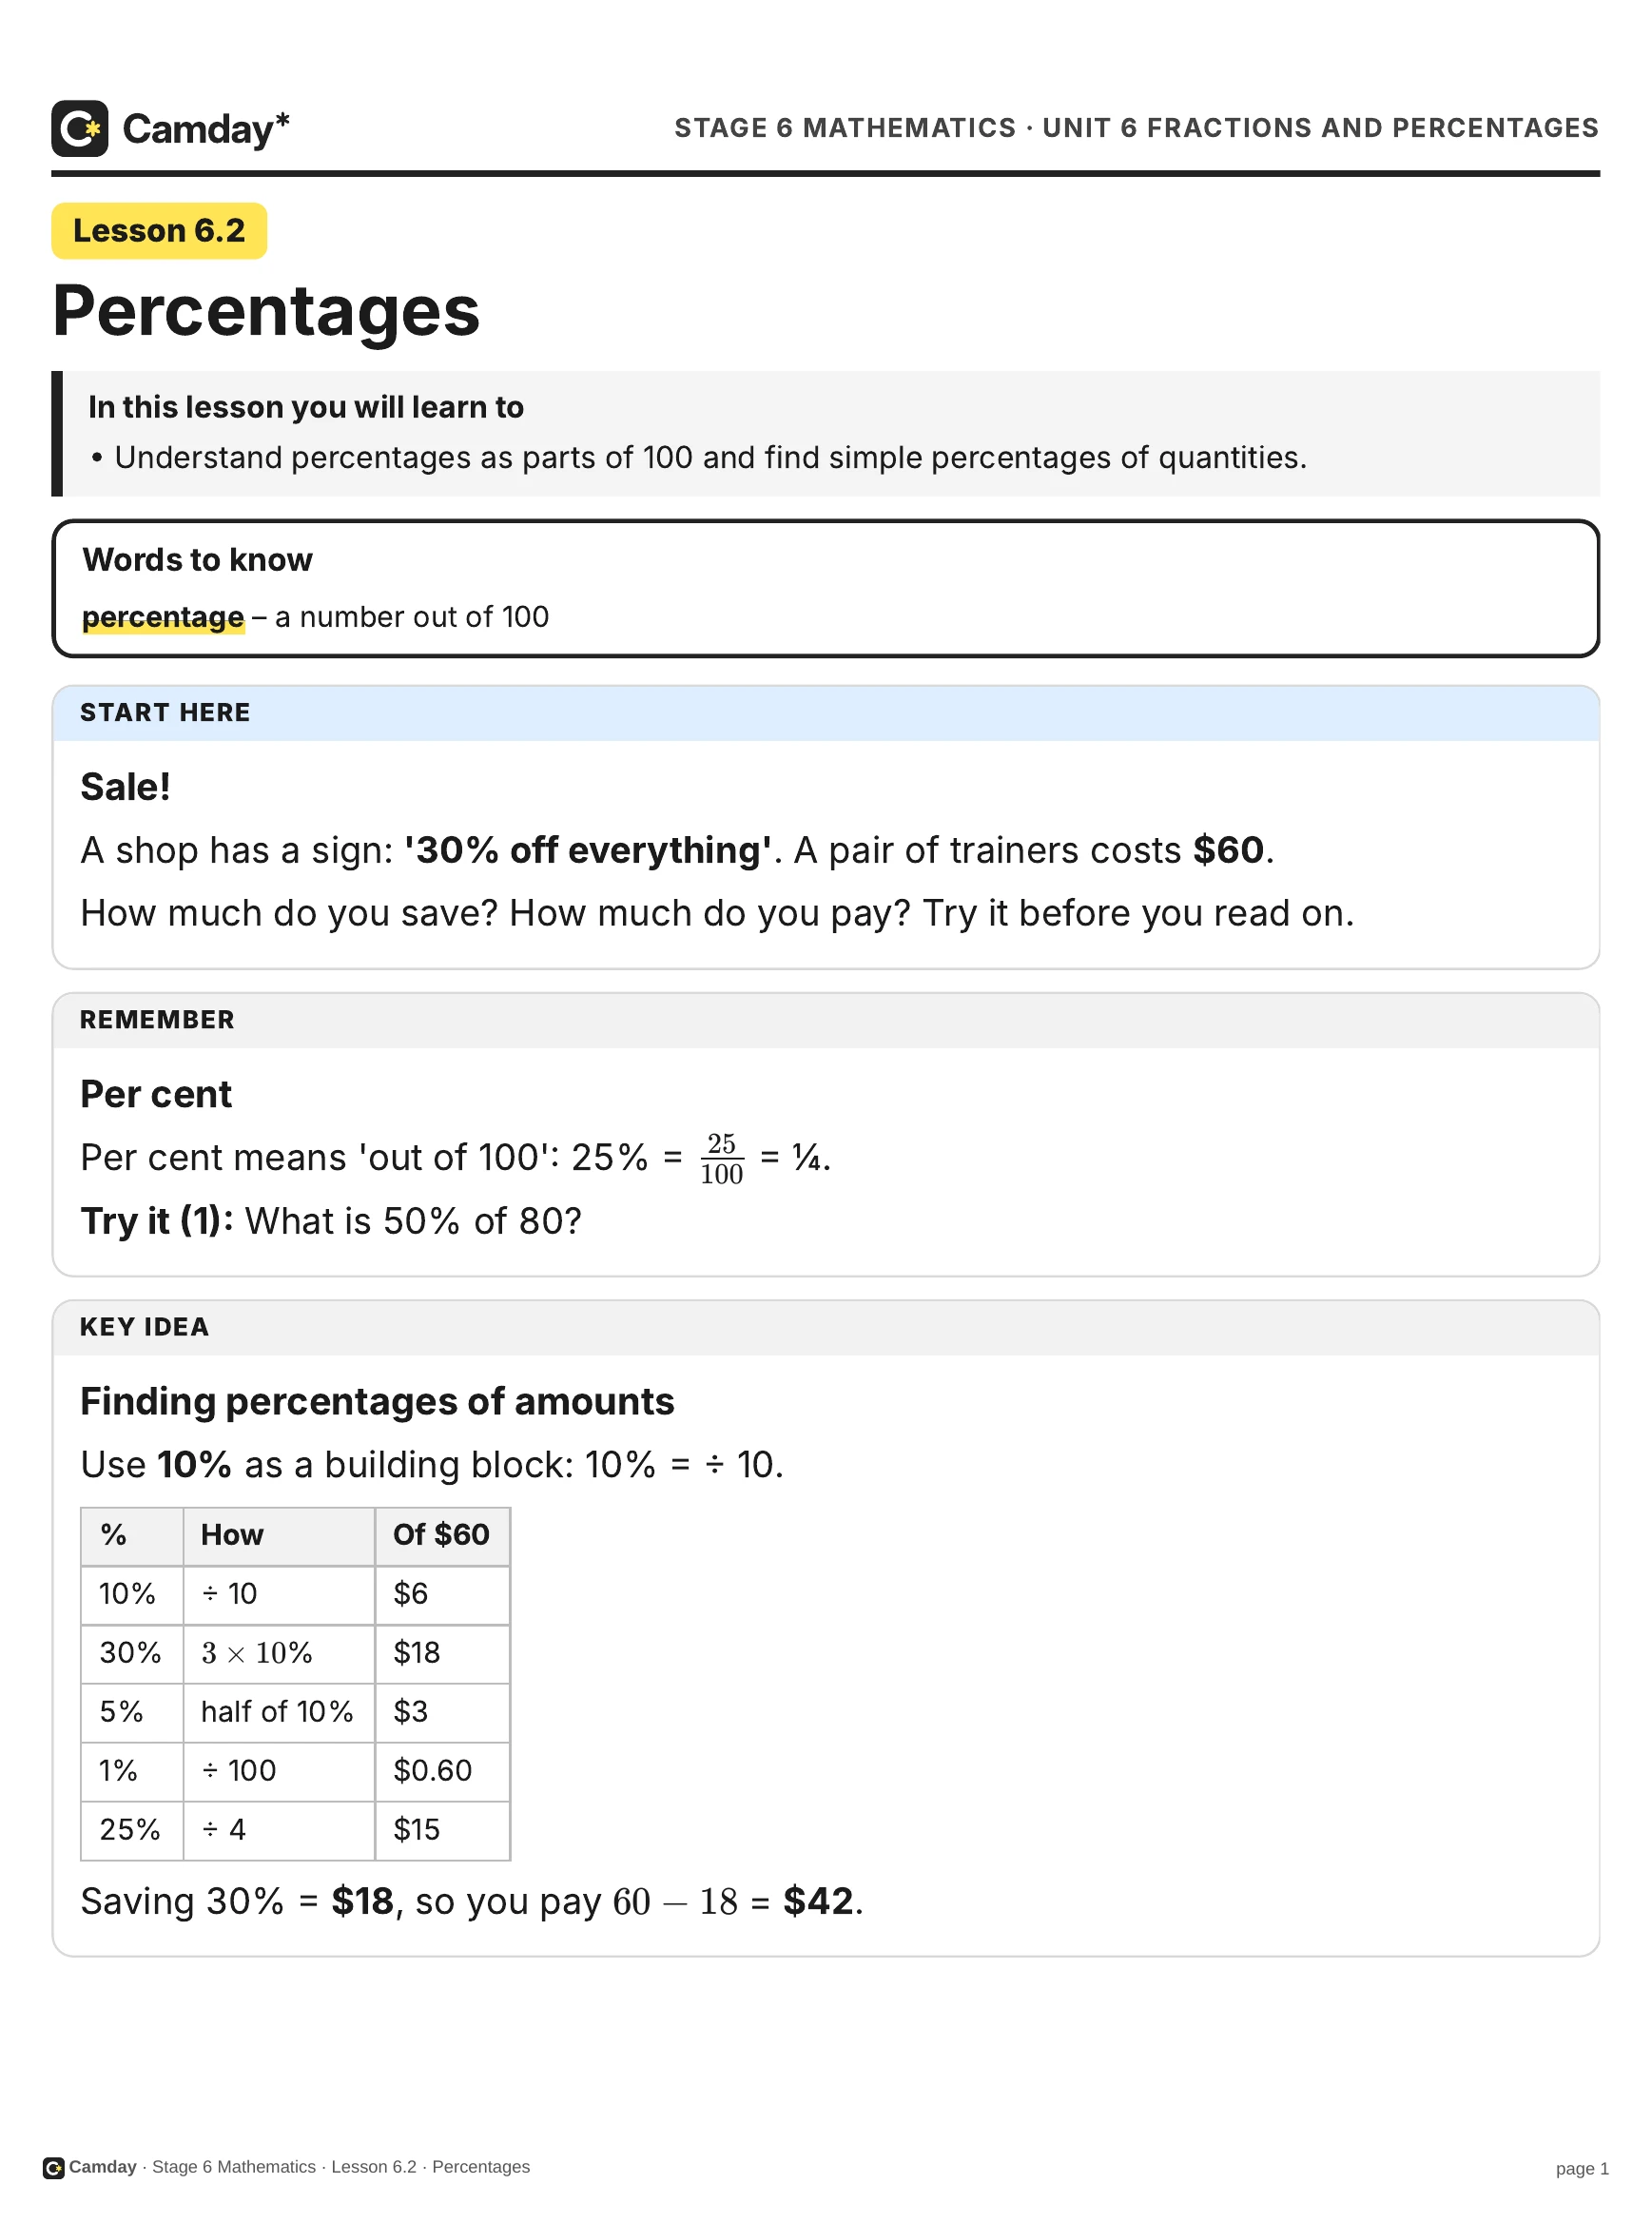 Camday*
STAGE 6 MATHEMATICS · UNIT 6 FRACTIONS AND PERCENTAGES
Lesson 6.2
Percentages
In this lesson you will learn to
• Understand percentages as parts of 100 and find simple percentages of quantities.
Words to know
percentage – a number out of 100
START HERE
Sale!
A shop has a sign: '30% off everything'. A pair of trainers costs $60.
How much do you save? How much do you pay? Try it before you read on.
REMEMBER
Per cent
Per cent means 'out of 100': 25% = 25/100 = ¼.
Try it (1): What is 50% of 80?
KEY IDEA
Finding percentages of amounts
Use 10% as a building block: 10% = ÷ 10.
% How Of $60
10% ÷ 10 $6
30% 3 × 10% $18
5% half of 10% $3
1% ÷ 100 $0.60
25% ÷ 4 $15
Saving 30% = $18, so you pay 60 − 18 = $42.
Camday · Stage 6 Mathematics · Lesson 6.2 · Percentages
page 1